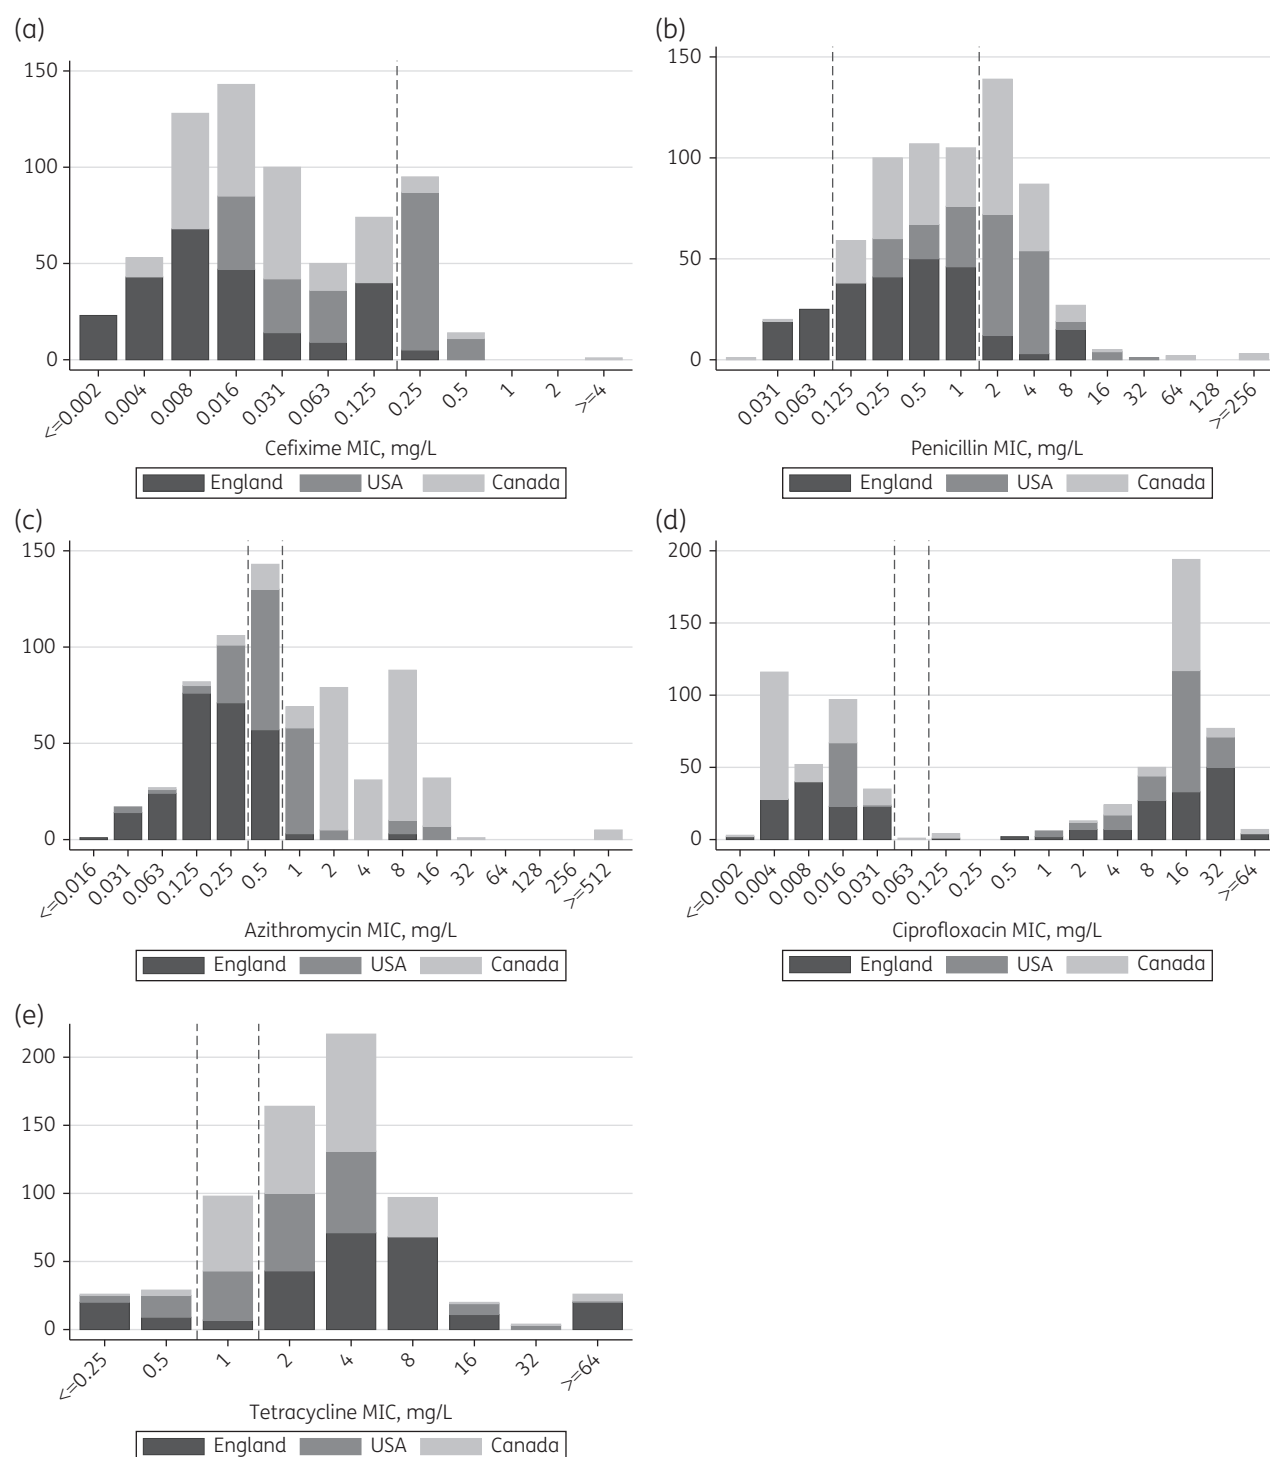 (a)
150
100
50
0
<=0.002 0.004 0.008 0.016 0.031 0.063 0.125 0.25 0.5 1 2 >=4
Cefixime MIC, mg/L
England USA Canada
(b)
150
100
50
0
0.031 0.063 0.125 0.25 0.5 1 2 4 8 16 32 64 128 >=256
Penicillin MIC, mg/L
England USA Canada
(c)
150
100
50
0
<=0.016 0.031 0.063 0.125 0.25 0.5 1 2 4 8 16 32 64 128 256 >=512
Azithromycin MIC, mg/L
England USA Canada
(d)
200
150
100
50
0
<=0.002 0.004 0.008 0.016 0.031 0.063 0.125 0.25 0.5 1 2 4 8 16 32 >=64
Ciprofloxacin MIC, mg/L
England USA Canada
(e)
200
150
100
50
0
<=0.25 0.5 1 2 4 8 16 32 >=64
Tetracycline MIC, mg/L
England USA Canada